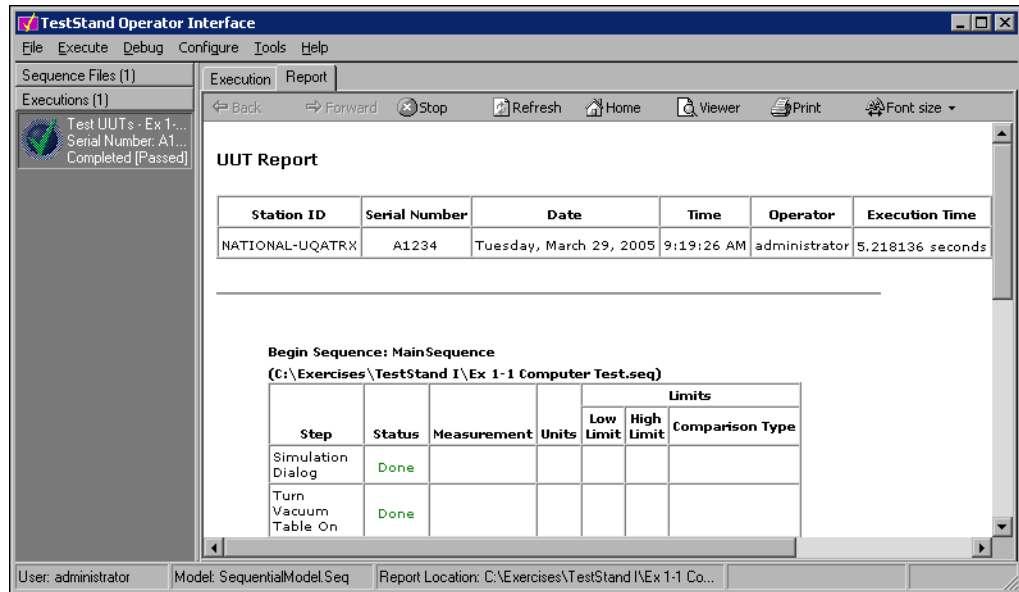 TestStand Operator Interface
File Execute Debug Configure Tools Help
Sequence Files (1)
Executions (1)
Test UUTs - Ex 1-...
Serial Number: A1...
Completed [Passed]
Execution Report
Back Forward Stop Refresh Home Viewer Print Font size
UUT Report
Station ID Serial Number Date Time Operator Execution Time
NATIONAL-UQATRX A1234 Tuesday, March 29, 2005 9:19:26 AM administrator 5.218136 seconds
Begin Sequence: MainSequence
(C:\Exercises\TestStand I\Ex 1-1 Computer Test.seq)
Limits
Step Status Measurement Units Low Limit High Limit Comparison Type
Simulation Dialog Done
Turn Vacuum Table On Done
User: administrator Model: SequentialModel.Seq Report Location: C:\Exercises\TestStand I\Ex 1-1 Co...